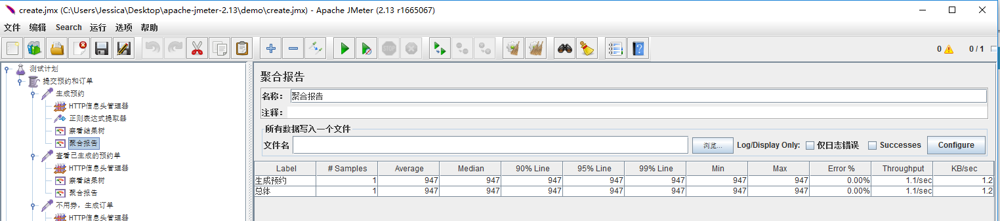 create.jmx (C:\Users\Jessica\Desktop\apache-jmeter-2.13\demo\create.jmx) - Apache JMeter (2.13 r1665067)
文件 编辑 Search 运行 选项 帮助
STOP
0 0 / 1
测试计划
提交预约和订单
生成预约
HTTP信息头管理器
正则表达式提取器
察看结果树
聚合报告
查看已生成的预约单
HTTP信息头管理器
察看结果树
聚合报告
不用券，生成订单
HTTP信息头管理器
聚合报告
名称： 聚合报告
注释：
所有数据写入一个文件
文件名 浏览... Log/Display Only: 仅日志错误 Successes Configure
Label # Samples Average Median 90% Line 95% Line 99% Line Min Max Error % Throughput KB/sec
生成预约 1 947 947 947 947 947 947 947 0.00% 1.1/sec 1.2
总体 1 947 947 947 947 947 947 947 0.00% 1.1/sec 1.2